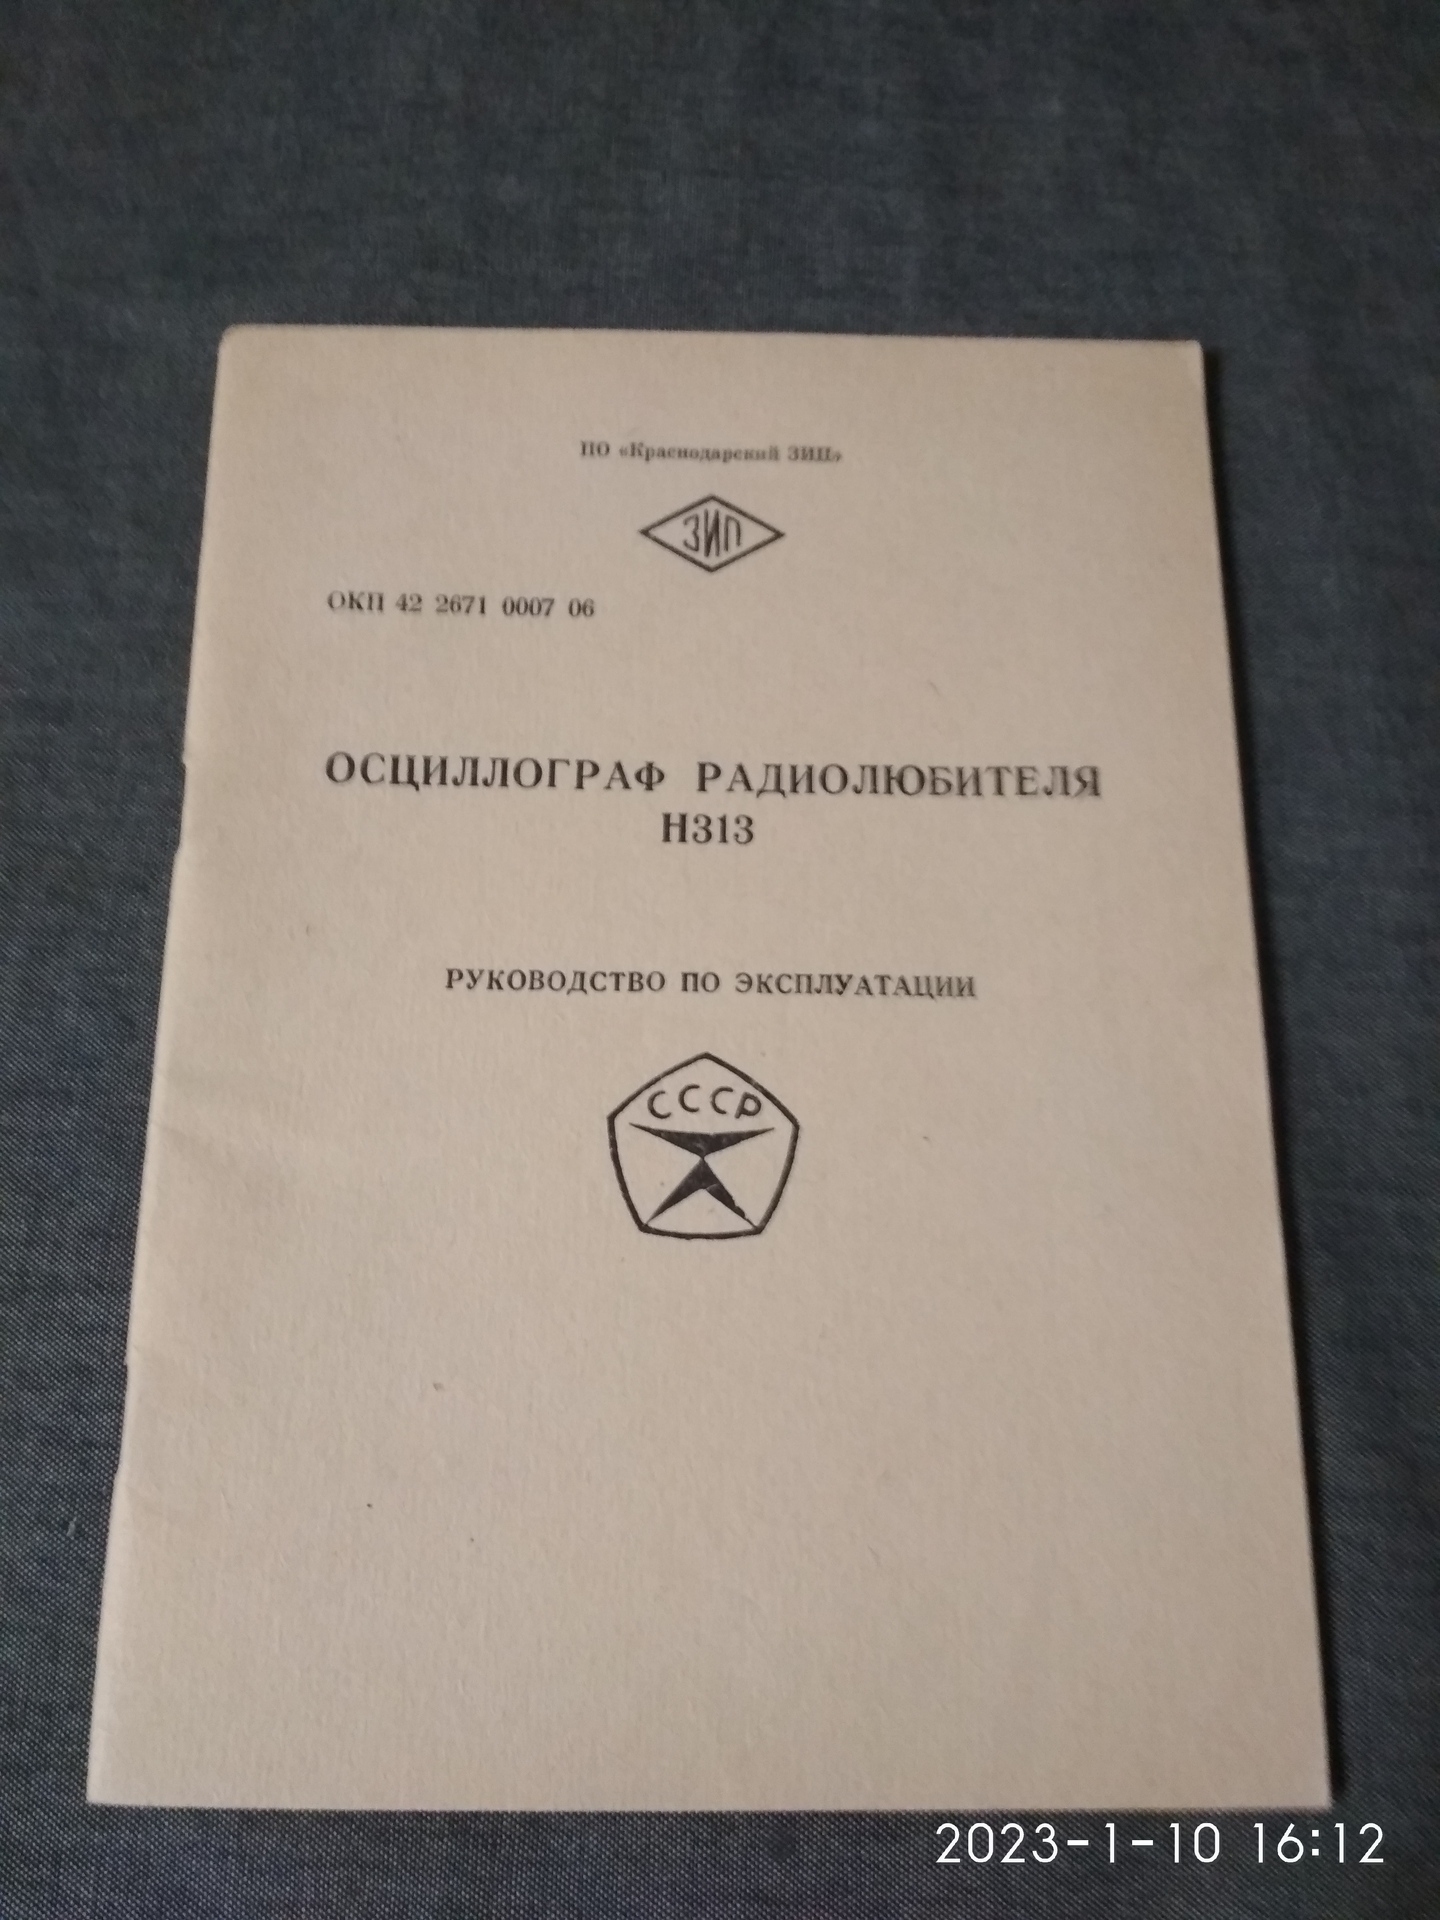 ПО «Краснодарский ЗИП»
ЗИП
ОКП 42 2671 0007 06
ОСЦИЛЛОГРАФ РАДИОЛЮБИТЕЛЯ
Н313
РУКОВОДСТВО ПО ЭКСПЛУАТАЦИИ
СССР
2023-1-10 16:12